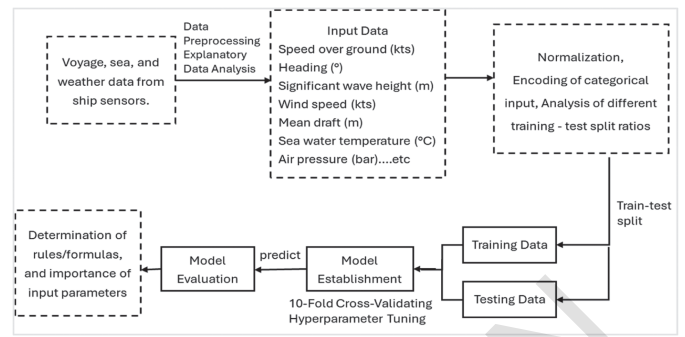 Voyage, sea, and
weather data from
ship sensors.
Data
Preprocessing
Explanatory
Data Analysis
Input Data
Speed over ground (kts)
Heading (°)
Significant wave height (m)
Wind speed (kts)
Mean draft (m)
Sea water temperature (°C)
Air pressure (bar)....etc
Normalization,
Encoding of categorical
input, Analysis of different
training - test split ratios
Train-test
split
Training Data
Testing Data
Model
Establishment
10-Fold Cross-Validating
Hyperparameter Tuning
predict
Model
Evaluation
Determination of
rules/formulas,
and importance of
input parameters